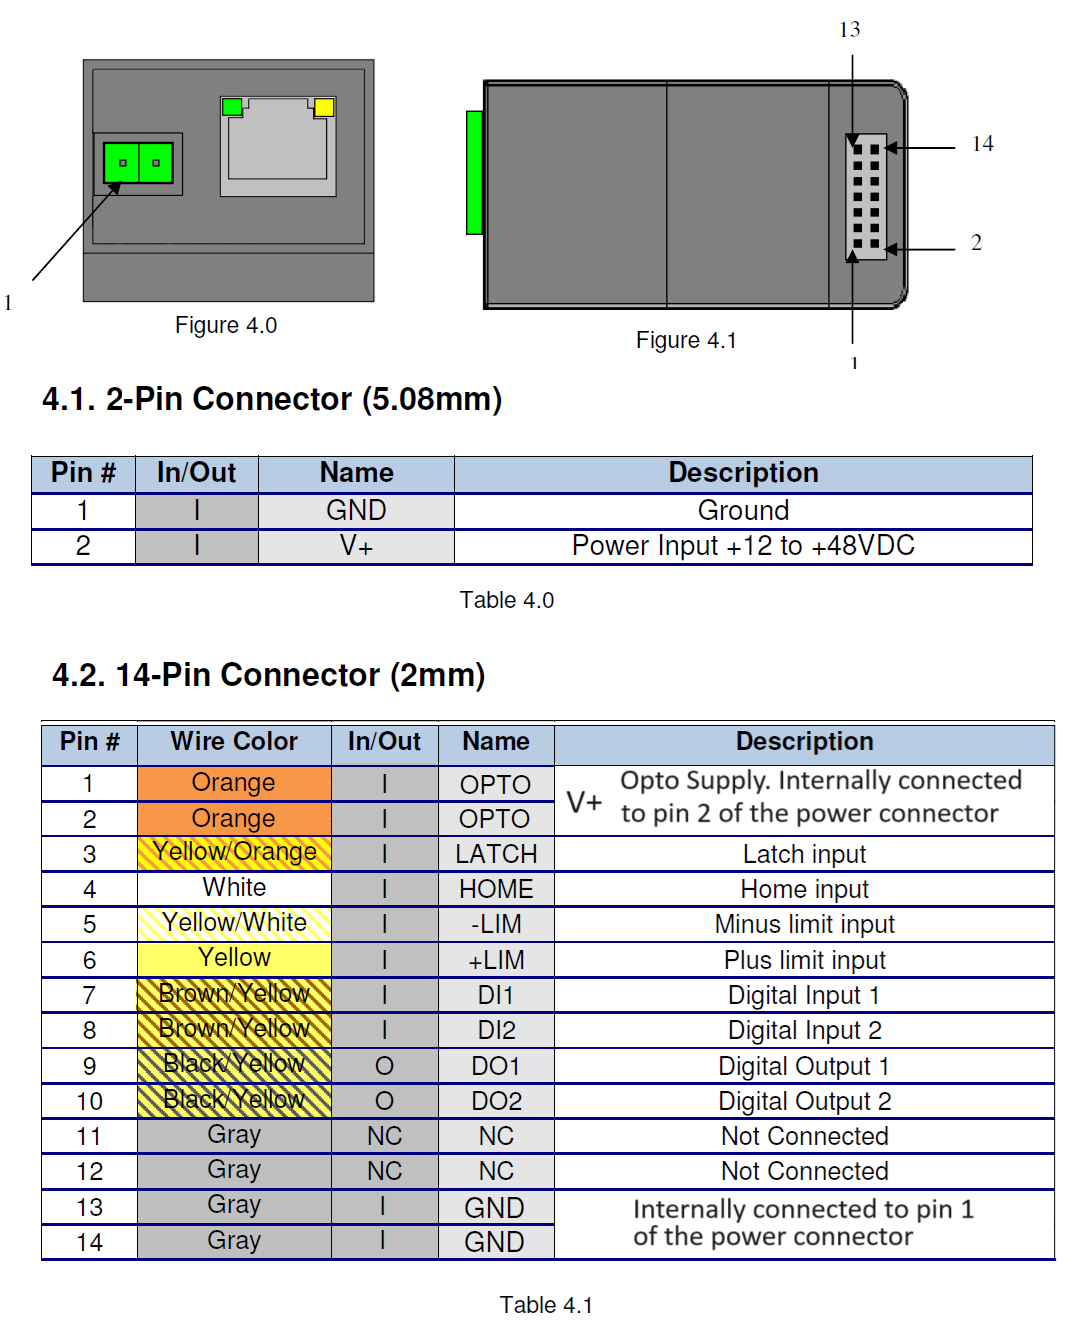 13
14
2
1
1
Figure 4.0
Figure 4.1
4.1. 2-Pin Connector (5.08mm)
Pin # In/Out Name Description
1 I GND Ground
2 I V+ Power Input +12 to +48VDC
Table 4.0
4.2. 14-Pin Connector (2mm)
Pin # Wire Color In/Out Name Description
1 Orange I OPTO V+ Opto Supply. Internally connected
2 Orange I OPTO to pin 2 of the power connector
3 Yellow/Orange I LATCH Latch input
4 White I HOME Home input
5 Yellow/White I -LIM Minus limit input
6 Yellow I +LIM Plus limit input
7 Brown/Yellow I DI1 Digital Input 1
8 Brown/Yellow I DI2 Digital Input 2
9 Black/Yellow O DO1 Digital Output 1
10 Black/Yellow O DO2 Digital Output 2
11 Gray NC NC Not Connected
12 Gray NC NC Not Connected
13 Gray I GND Internally connected to pin 1
14 Gray I GND of the power connector
Table 4.1